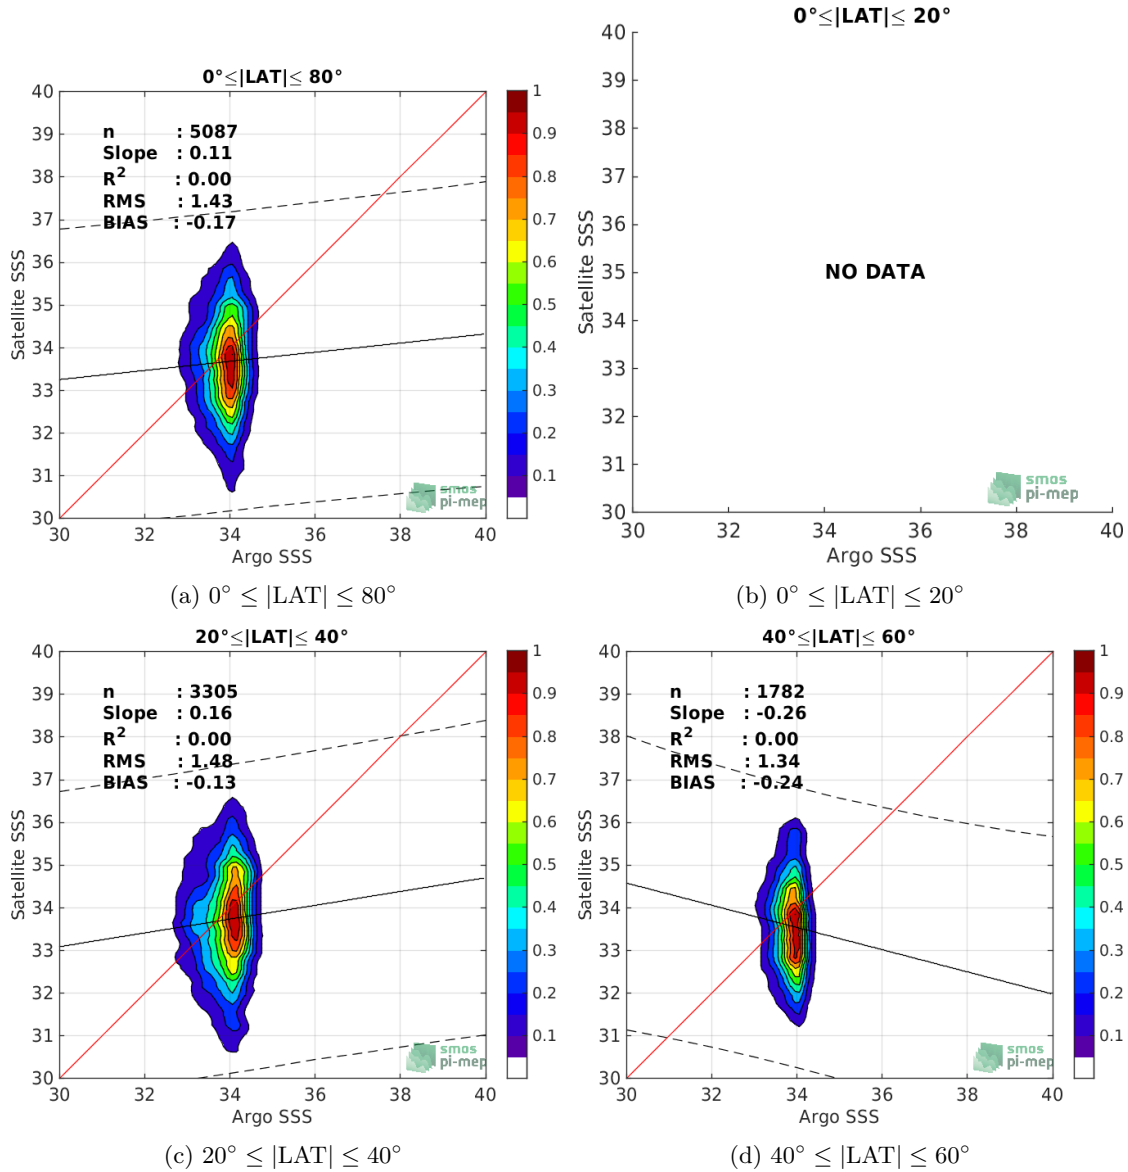 0°≤|LAT|≤ 80°
40
39
38
37
36
35
34
33
32
31
30
30
32
34
36
38
40
Satellite SSS
Argo SSS
n : 5087
Slope : 0.11
R² : 0.00
RMS : 1.43
BIAS : -0.17
1
0.9
0.8
0.7
0.6
0.5
0.4
0.3
0.2
0.1
smos
pi-mep
(a) 0° ≤ |LAT| ≤ 80°
0°≤|LAT|≤ 20°
40
39
38
37
36
35
34
33
32
31
30
30
32
34
36
38
40
Satellite SSS
Argo SSS
NO DATA
smos
pi-mep
(b) 0° ≤ |LAT| ≤ 20°
20°≤|LAT|≤ 40°
40
39
38
37
36
35
34
33
32
31
30
30
32
34
36
38
40
Satellite SSS
Argo SSS
n : 3305
Slope : 0.16
R² : 0.00
RMS : 1.48
BIAS : -0.13
1
0.9
0.8
0.7
0.6
0.5
0.4
0.3
0.2
0.1
smos
pi-mep
(c) 20° ≤ |LAT| ≤ 40°
40°≤|LAT|≤ 60°
40
39
38
37
36
35
34
33
32
31
30
30
32
34
36
38
40
Satellite SSS
Argo SSS
n : 1782
Slope : -0.26
R² : 0.00
RMS : 1.34
BIAS : -0.24
1
0.9
0.8
0.7
0.6
0.5
0.4
0.3
0.2
0.1
smos
pi-mep
(d) 40° ≤ |LAT| ≤ 60°